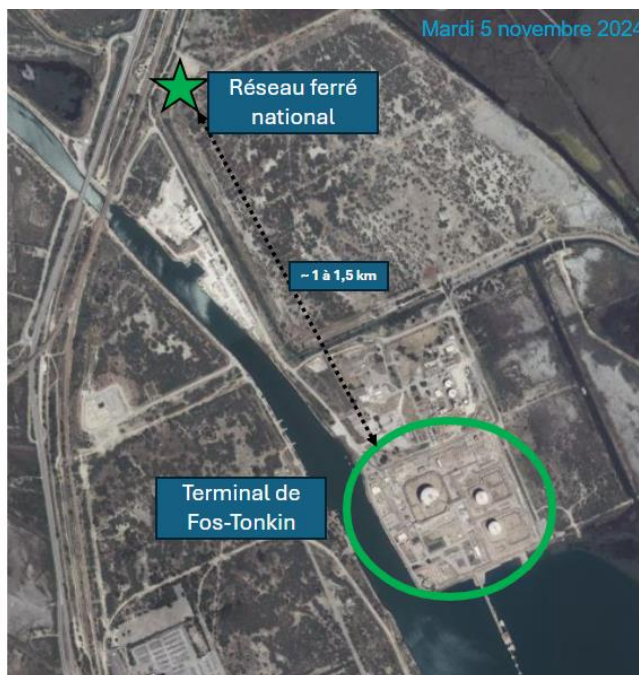 Mardi 5 novembre 2024
Réseau ferré
national
~ 1 à 1,5 km
Terminal de
Fos-Tonkin